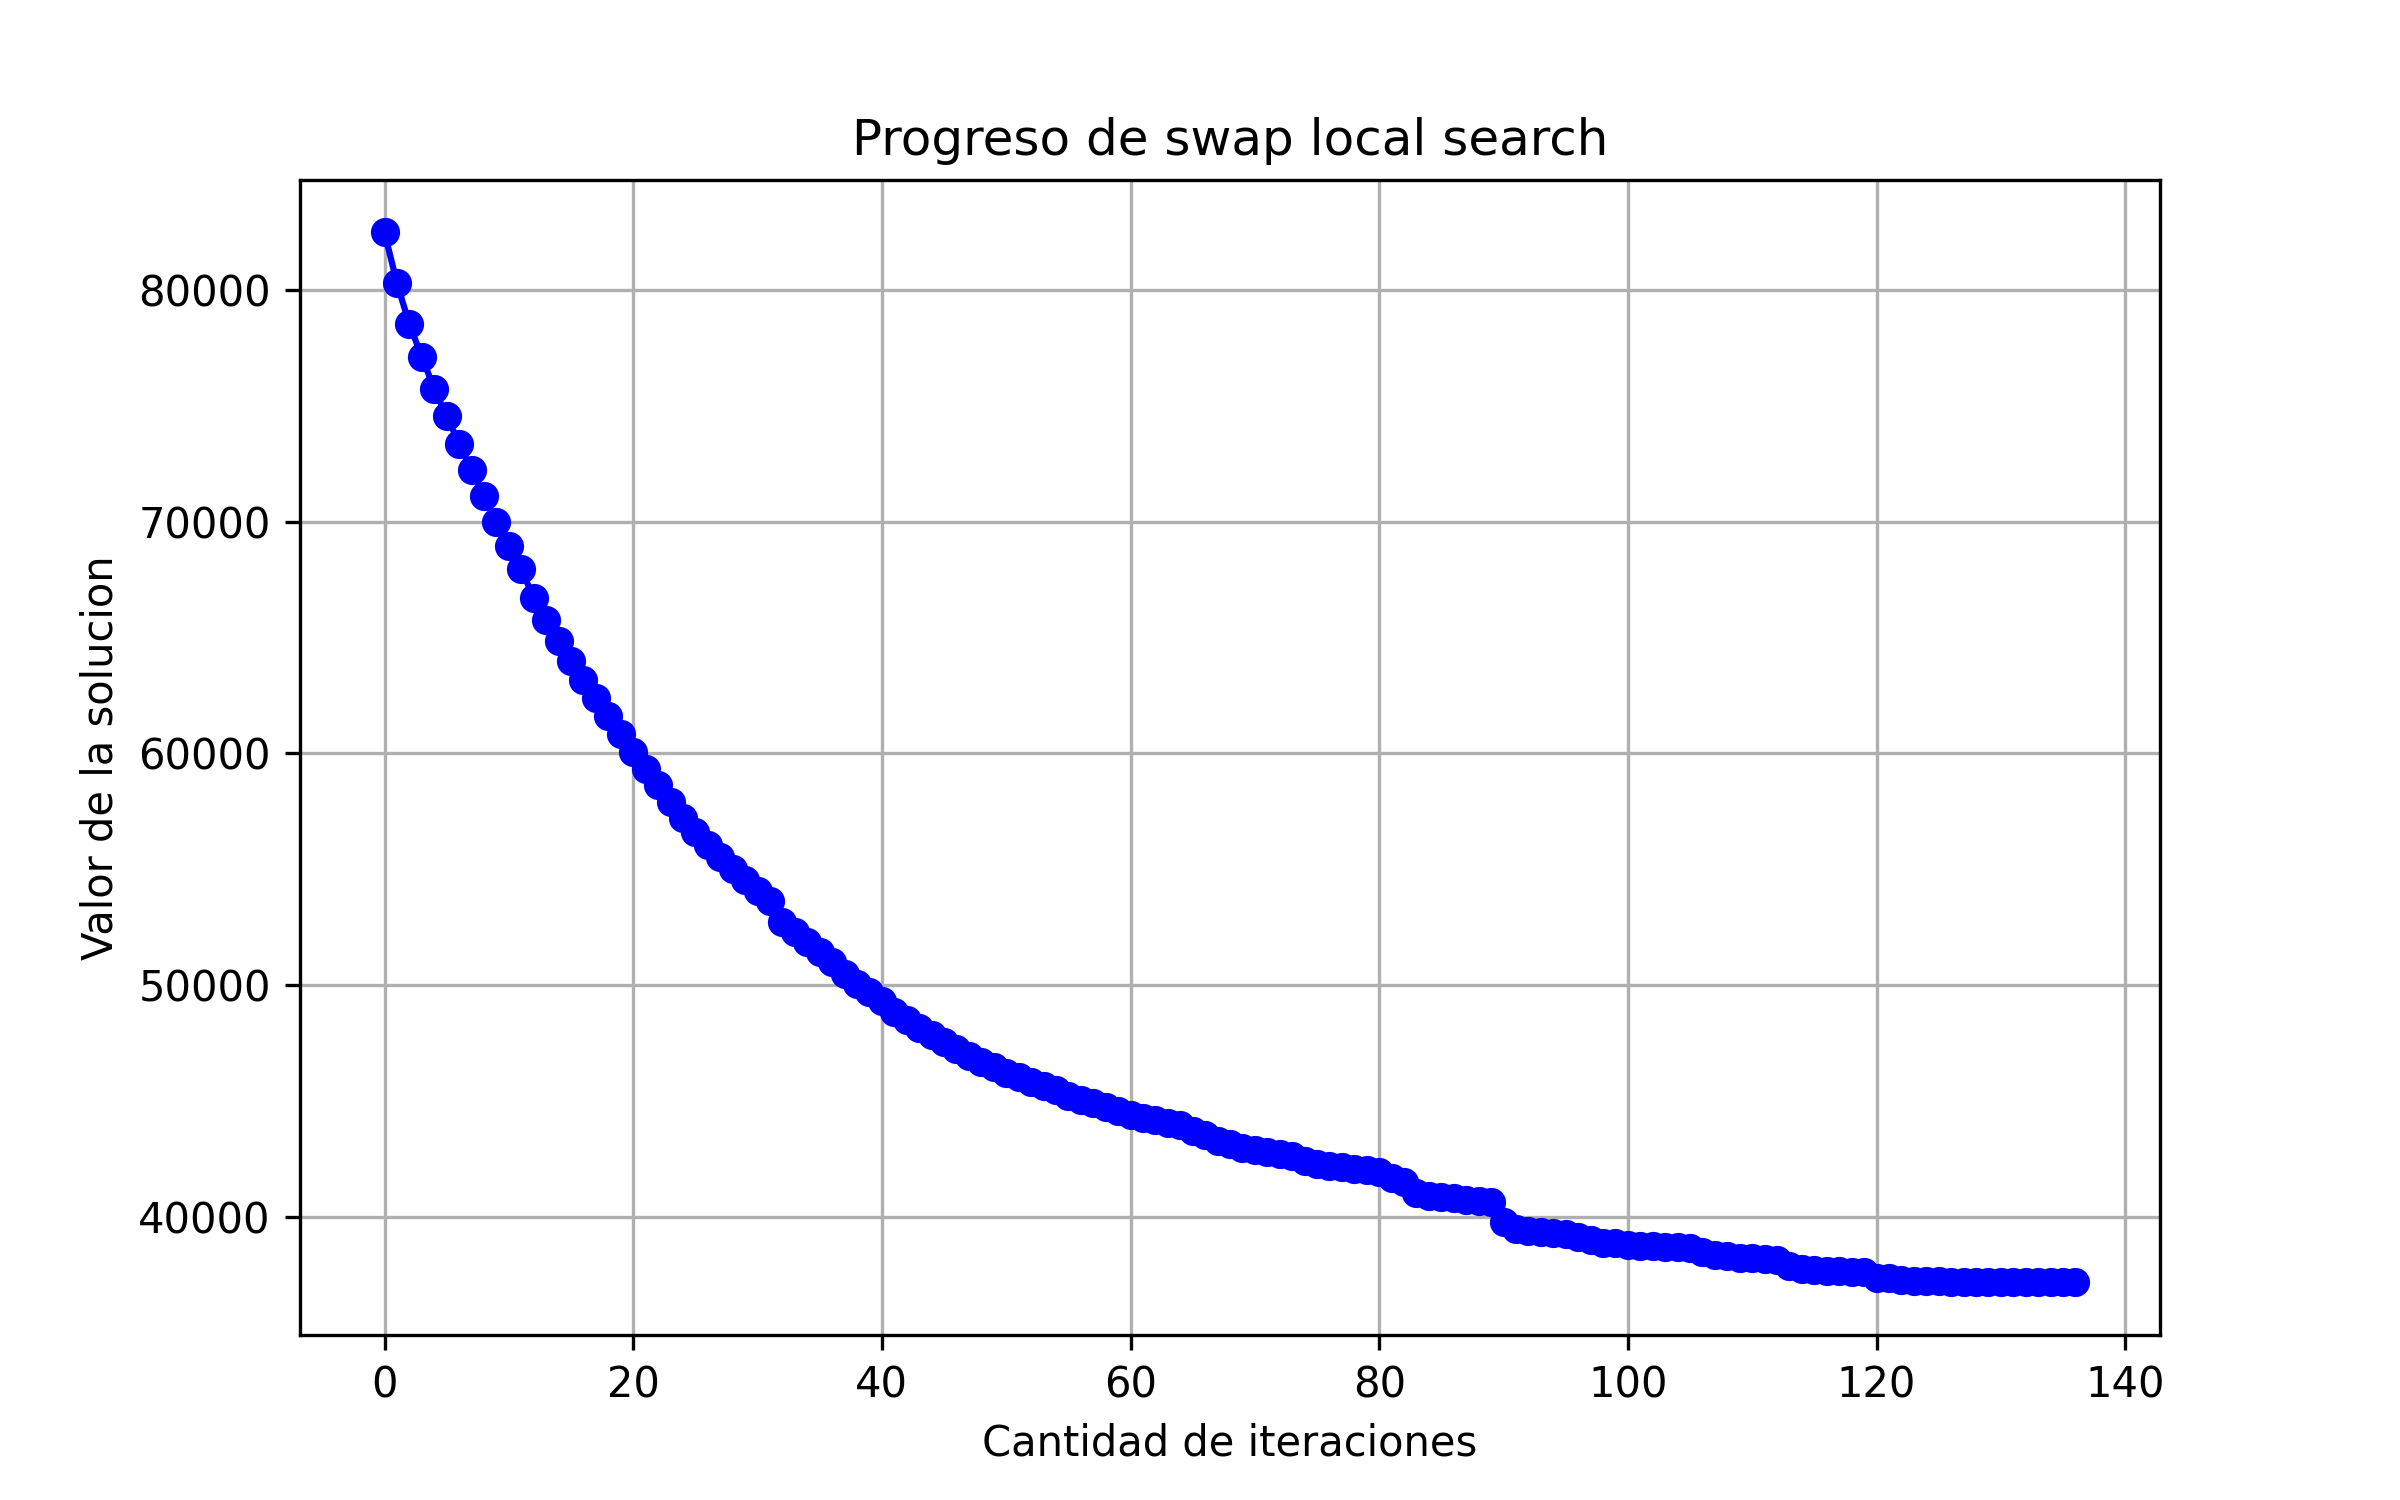 Progreso de swap local search
Valor de la solucion
80000
70000
60000
50000
40000
0 20 40 60 80 100 120 140
Cantidad de iteraciones